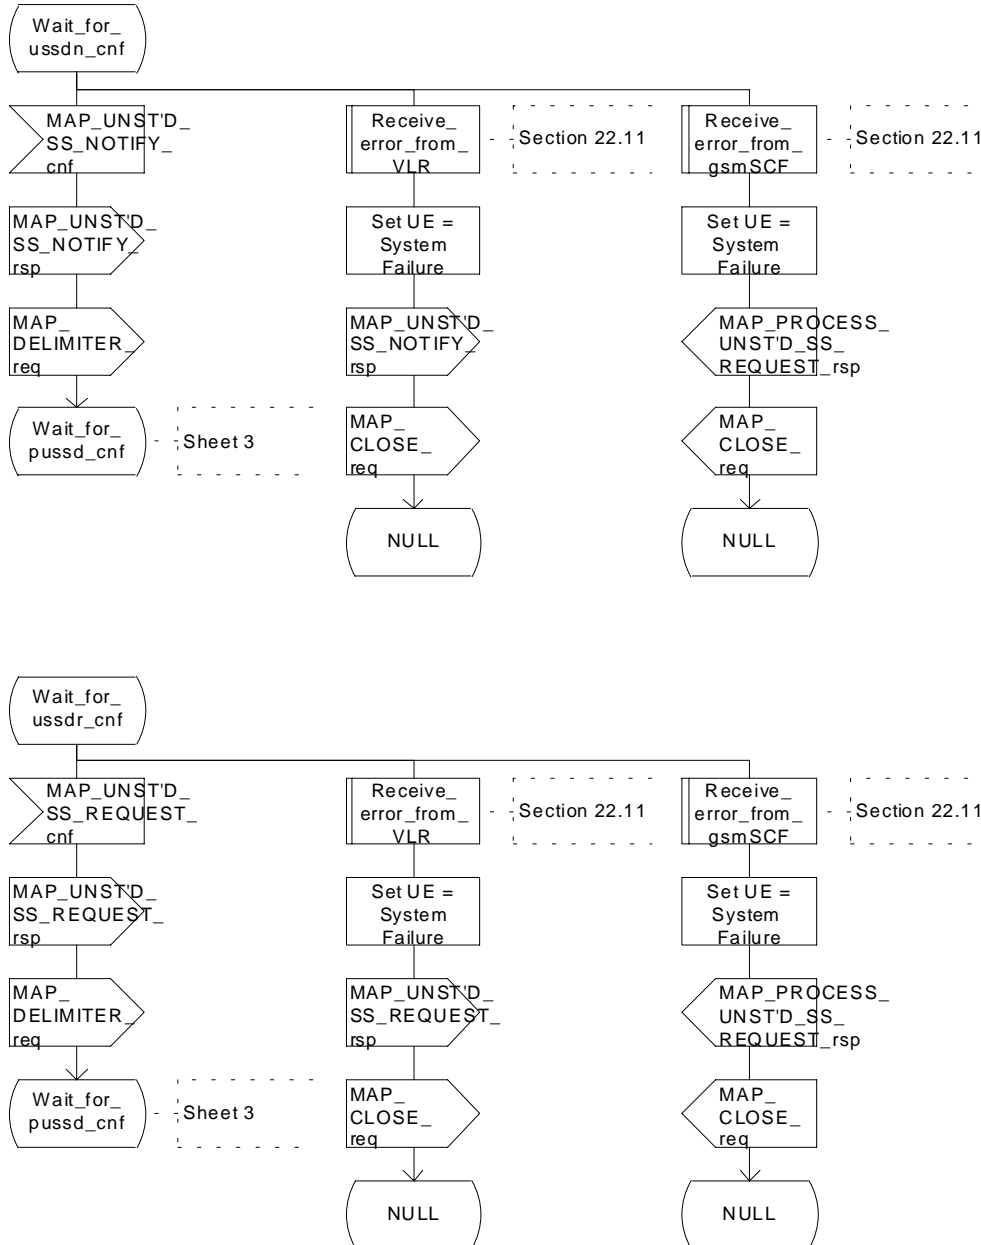 Wait_for_
ussdn_cnf
MAP_UNST'D_
SS_NOTIFY_
cnf
Receive_
error_from_
VLR
Section 22.11
Receive_
error_from_
gsmSCF
Section 22.11
MAP_UNST'D_
SS_NOTIFY_
rsp
Set UE =
System
Failure
Set UE =
System
Failure
MAP_
DELIMITER_
req
MAP_UNST'D_
SS_NOTIFY_
rsp
MAP_PROCESS_
UNST'D_SS_
REQUEST_rsp
Wait_for_
pussd_cnf
Sheet 3
MAP_
CLOSE_
req
MAP_
CLOSE_
req
NULL
NULL
Wait_for_
ussdr_cnf
MAP_UNST'D_
SS_REQUEST_
cnf
Receive_
error_from_
VLR
Section 22.11
Receive_
error_from_
gsmSCF
Section 22.11
MAP_UNST'D_
SS_REQUEST_
rsp
Set UE =
System
Failure
Set UE =
System
Failure
MAP_
DELIMITER_
req
MAP_UNST'D_
SS_REQUEST_
rsp
MAP_PROCESS_
UNST'D_SS_
REQUEST_rsp
Wait_for_
pussd_cnf
Sheet 3
MAP_
CLOSE_
req
MAP_
CLOSE_
req
NULL
NULL